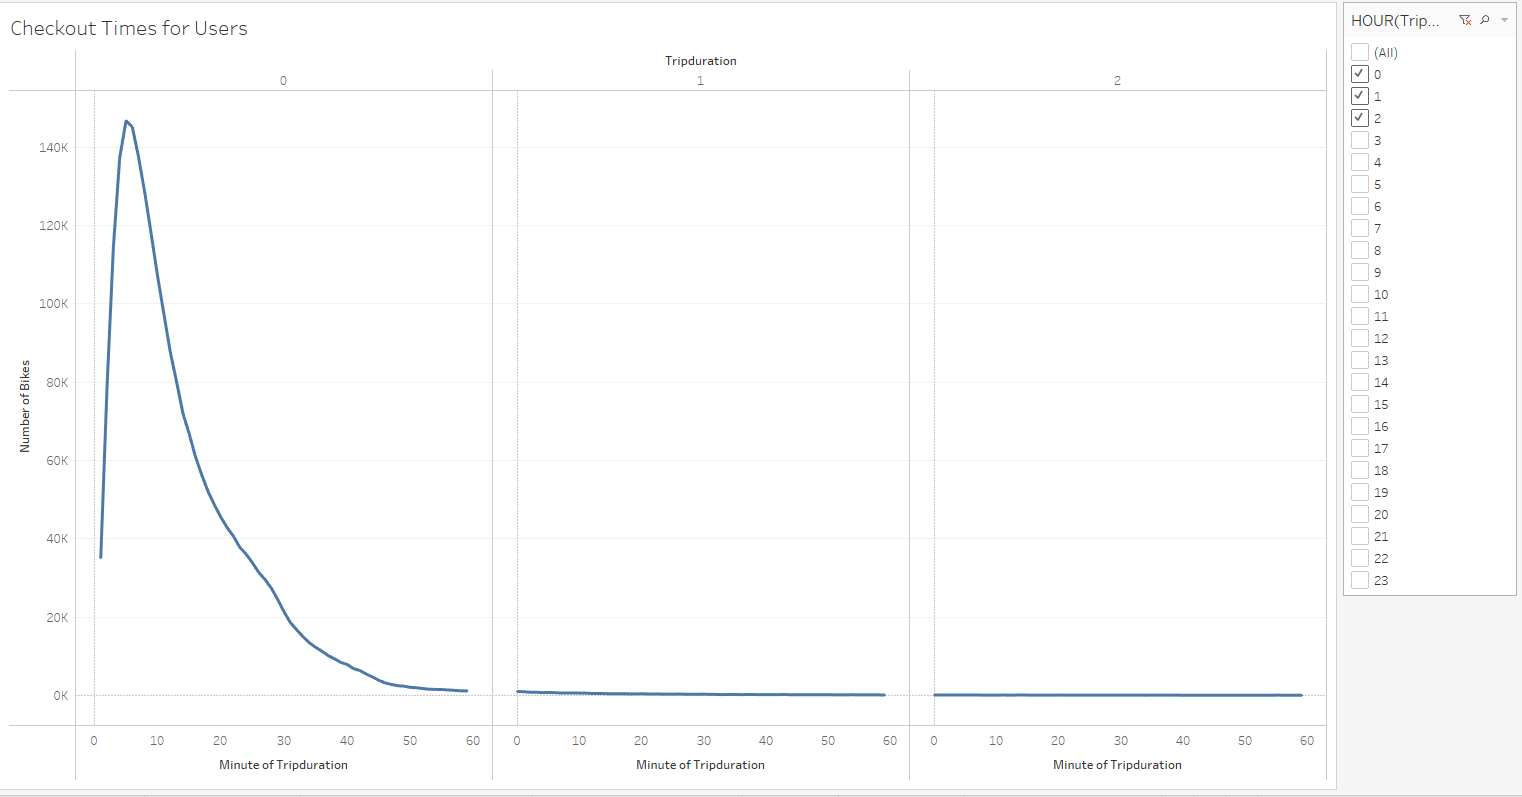 Checkout Times for Users
Tripduration
0 1 2
140K
120K
100K
80K
60K
40K
20K
0K
Number of Bikes
0 10 20 30 40 50 60 0 10 20 30 40 50 60 0 10 20 30 40 50 60
Minute of Tripduration Minute of Tripduration Minute of Tripduration
HOUR(Trip...
(All)
0
1
2
3
4
5
6
7
8
9
10
11
12
13
14
15
16
17
18
19
20
21
22
23